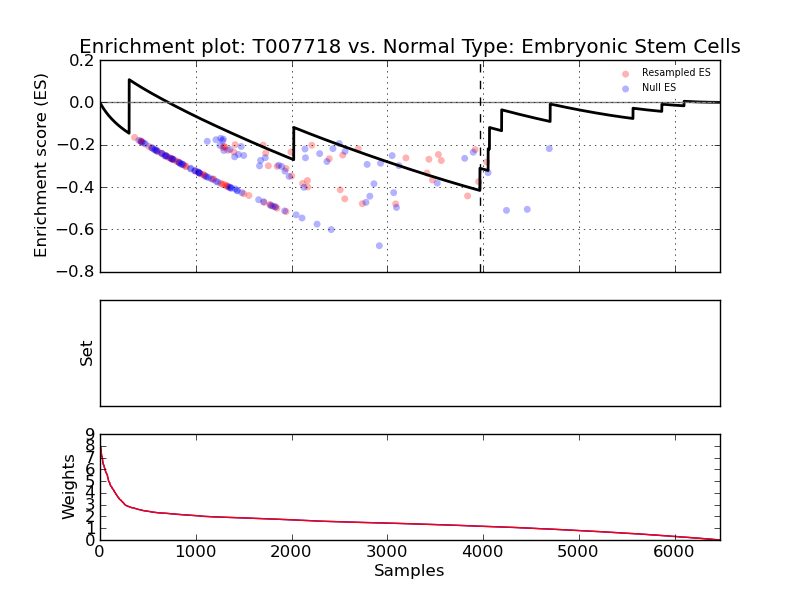 Enrichment plot: T007718 vs. Normal Type: Embryonic Stem Cells
Enrichment score (ES)
0.2
0.0
−0.2
−0.4
−0.6
−0.8
Resampled ES
Null ES
Set
Weights
9
8
7
6
5
4
3
2
1
0
0 1000 2000 3000 4000 5000 6000
Samples